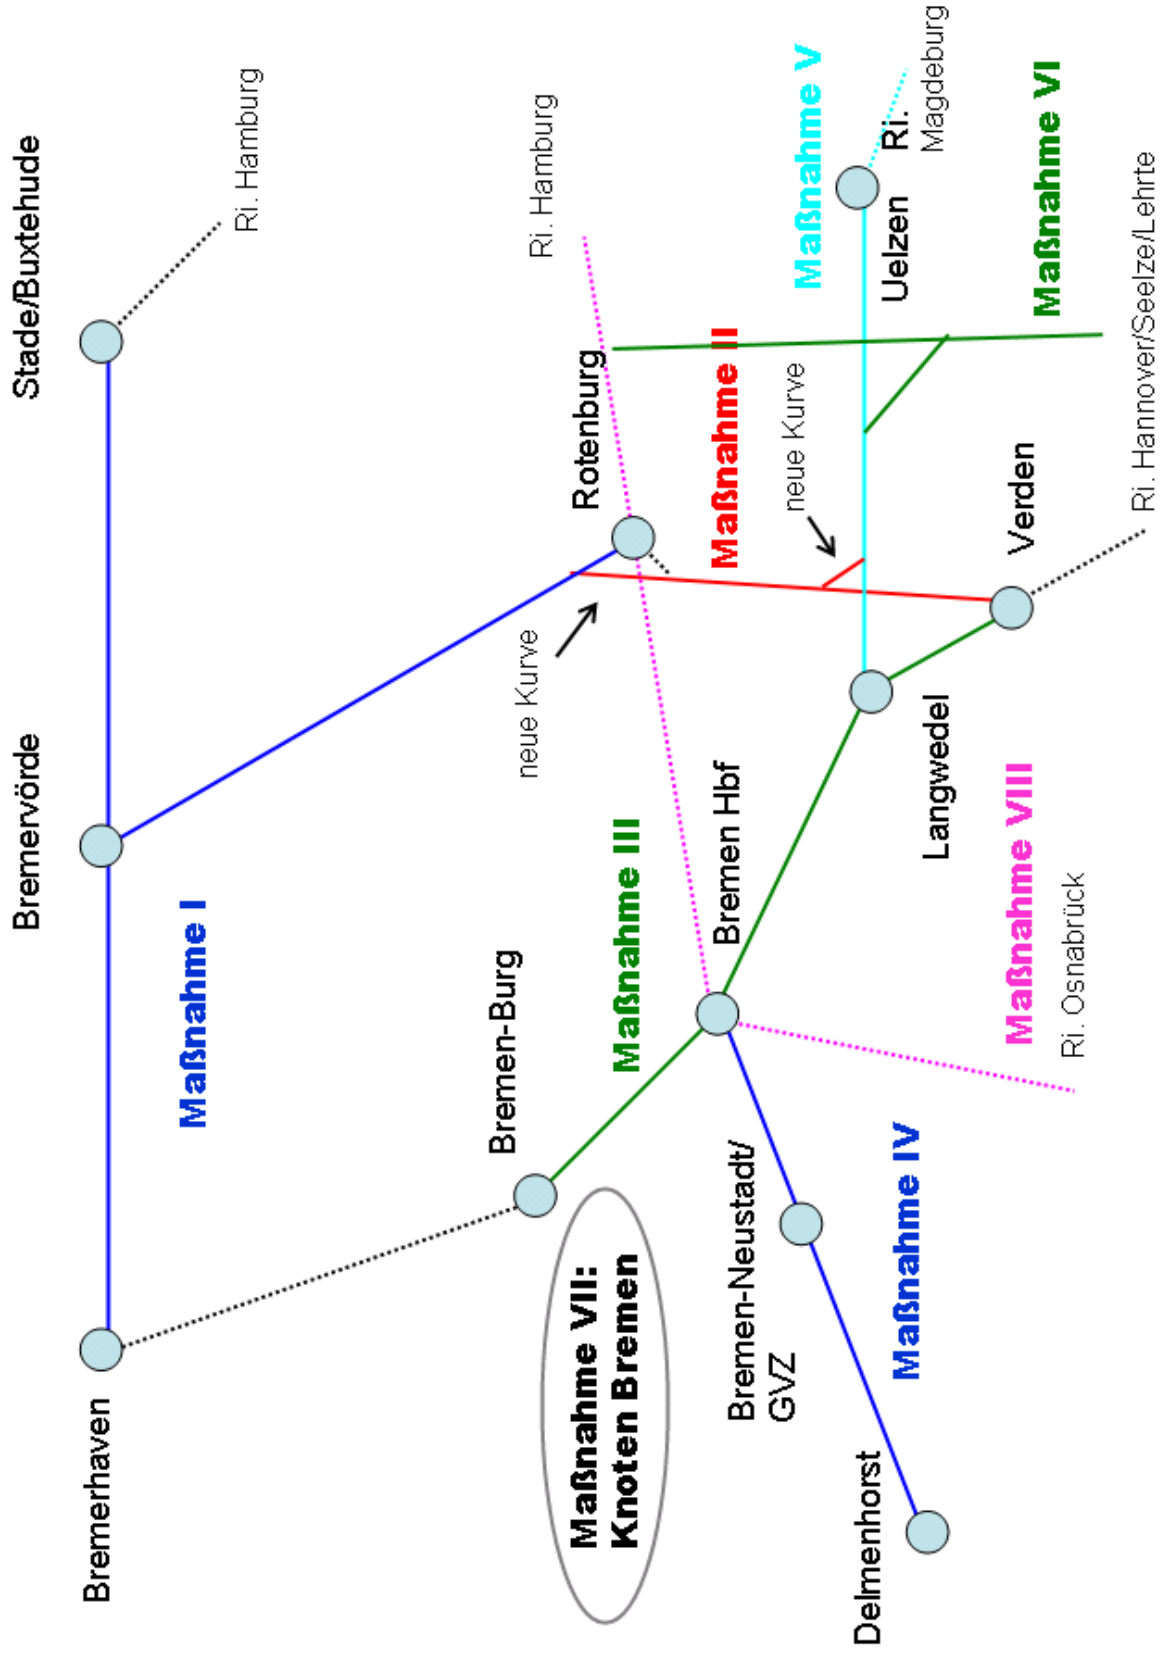 Bremerhaven
Bremervörde
Stade/Buxtehude
Ri. Hamburg
Maßnahme I
Bremen-Burg
neue Kurve
Rotenburg
Ri. Hamburg
Maßnahme VII:
Knoten Bremen
Maßnahme III
Bremen Hbf
Maßnahme II
neue Kurve
Maßnahme V
Bremen-Neustadt/
GVZ
Delmenhorst
Maßnahme IV
Langwedel
Uelzen
Ri.
Magdeburg
Verden
Maßnahme VI
Maßnahme VIII
Ri. Osnabrück
Ri. Hannover/Seelze/Lehrte